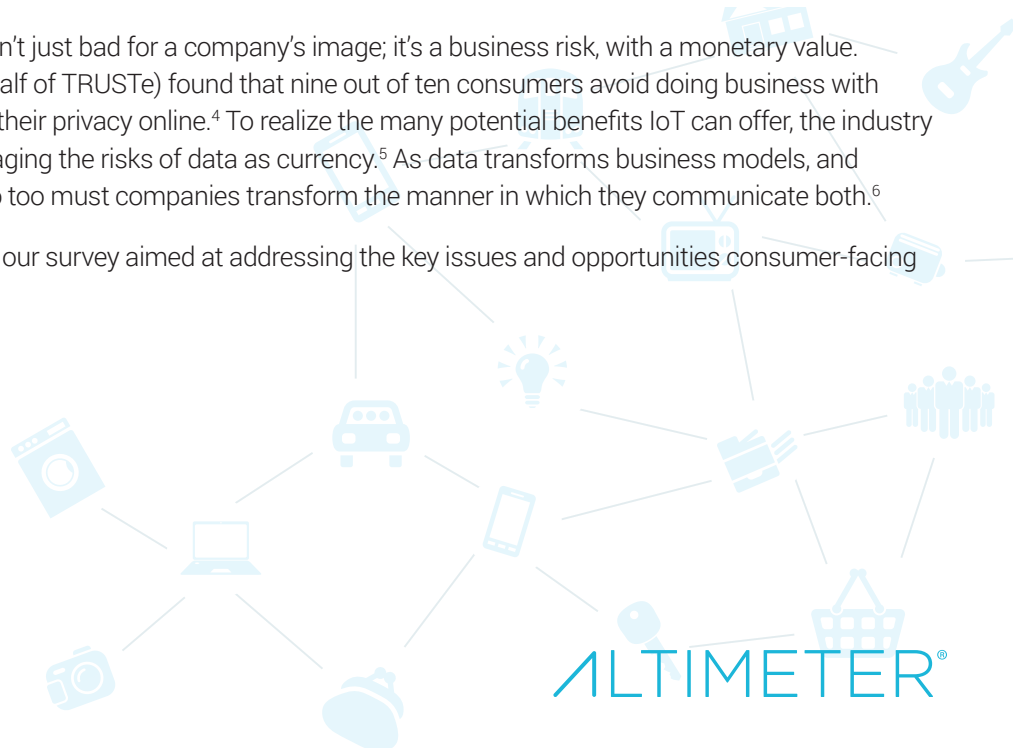 n't just bad for a company's image; it's a business risk, with a monetary value.
alf of TRUSTe) found that nine out of ten consumers avoid doing business with
their privacy online.⁴ To realize the many potential benefits IoT can offer, the industry
aging the risks of data as currency.⁵ As data transforms business models, and
o too must companies transform the manner in which they communicate both.⁶
our survey aimed at addressing the key issues and opportunities consumer-facing
ALTIMETER®